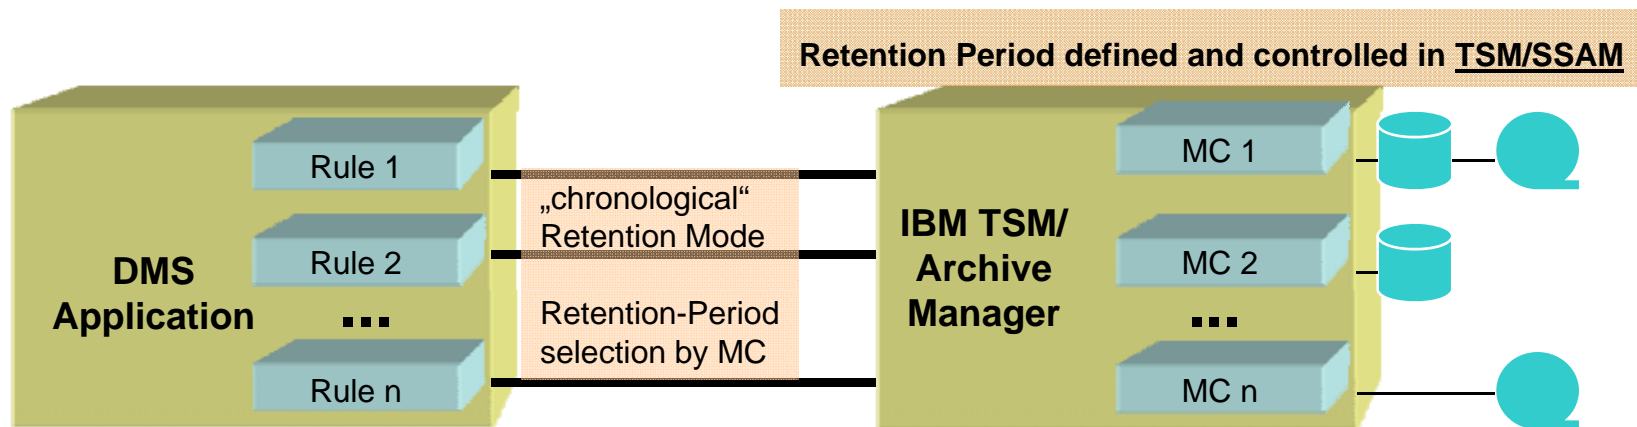 Retention Period defined and controlled in TSM/SSAM
DMS
Application
Rule 1
Rule 2
...
Rule n
„chronological“
Retention Mode
Retention-Period
selection by MC
IBM TSM/
Archive
Manager
MC 1
MC 2
...
MC n